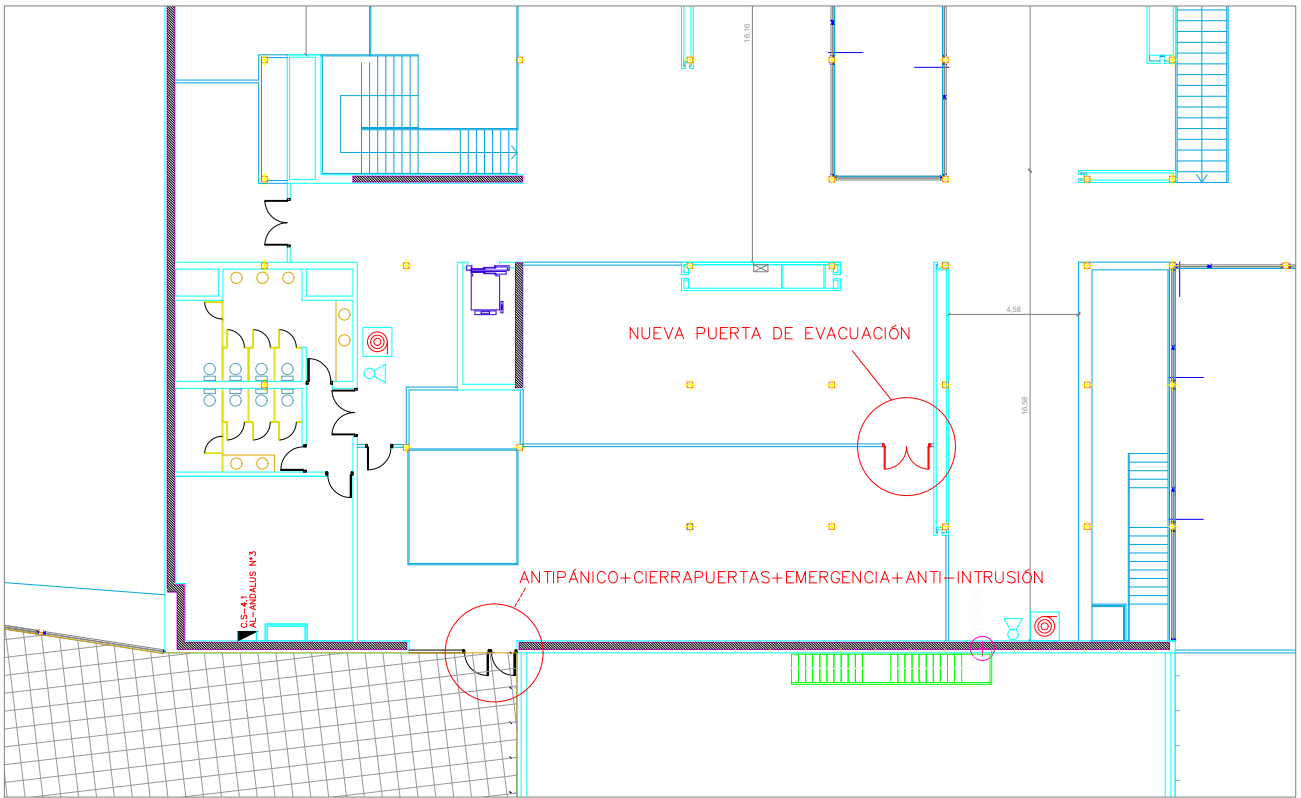 16,16
4,58
NUEVA PUERTA DE EVACUACIÓN
16,58
C.S-4.1
AL-ANDALUS Nº3
ANTIPÁNICO+CIERRAPUERTAS+EMERGENCIA+ANTI-INTRUSIÓN